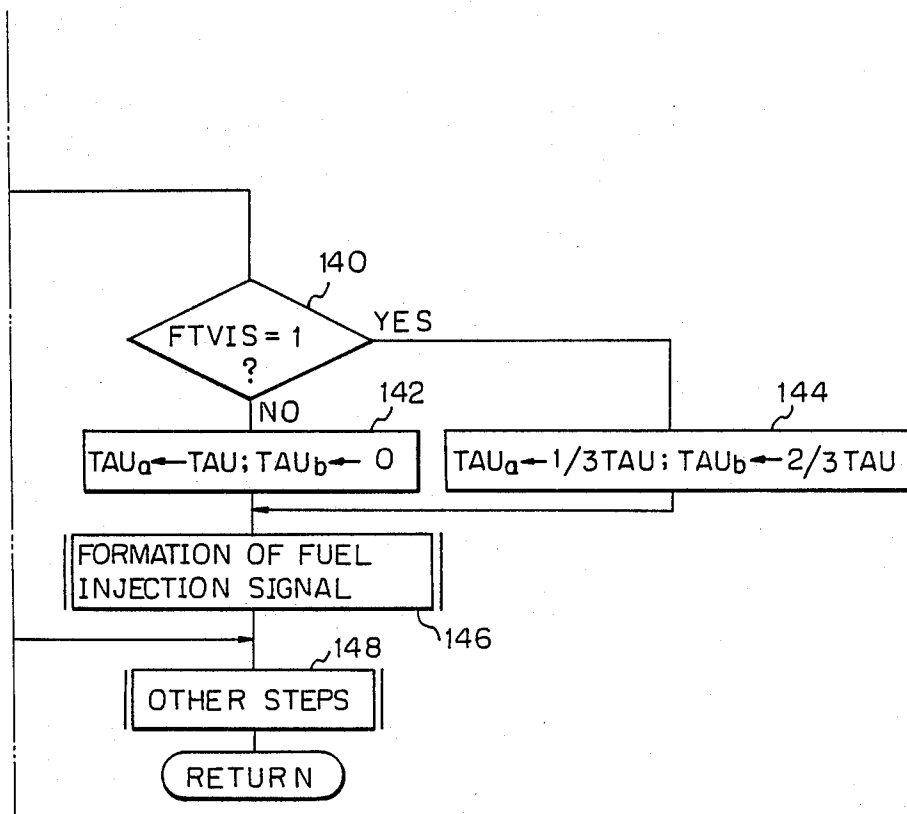 140
FTVIS = 1
?
YES
NO
142
TAUa←TAU; TAUb← 0
144
TAUa←1/3TAU; TAUb←2/3TAU
FORMATION OF FUEL
INJECTION SIGNAL
146
148
OTHER STEPS
RETURN